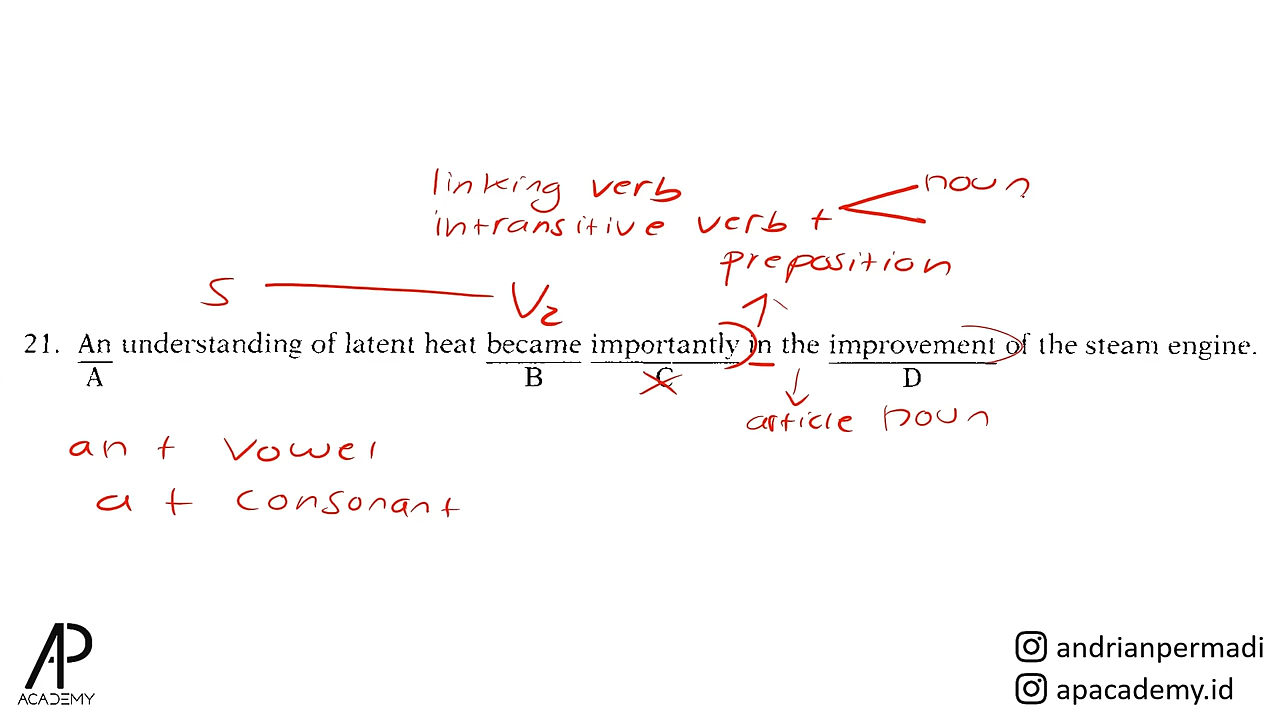 linking verb
noun
intransitive verb +
preposition
S V2
21. An understanding of latent heat became importantly in the improvement of the steam engine.
A B C D
article noun
an + vowel
a + consonant
AP
ACADEMY
andrianpermadi
apacademy.id